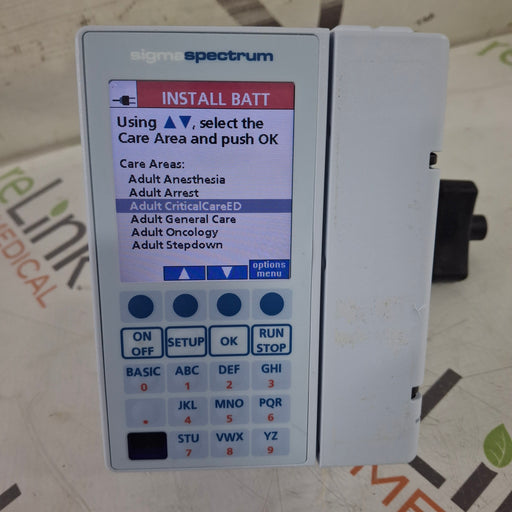 sigmaspectrum
INSTALL BATT
Using ▲▼, select the
Care Area and push OK
Care Areas:
Adult Anesthesia
Adult Arrest
Adult CriticalCareED
Adult General Care
Adult Oncology
Adult Stepdown
▲ ▼ options menu
ON OFF SETUP OK RUN STOP
BASIC ABC DEF GHI
0 1 2 3
JKL MNO PQR
. 4 5 6
STU VWX YZ
7 8 9
reLink
MEDICAL